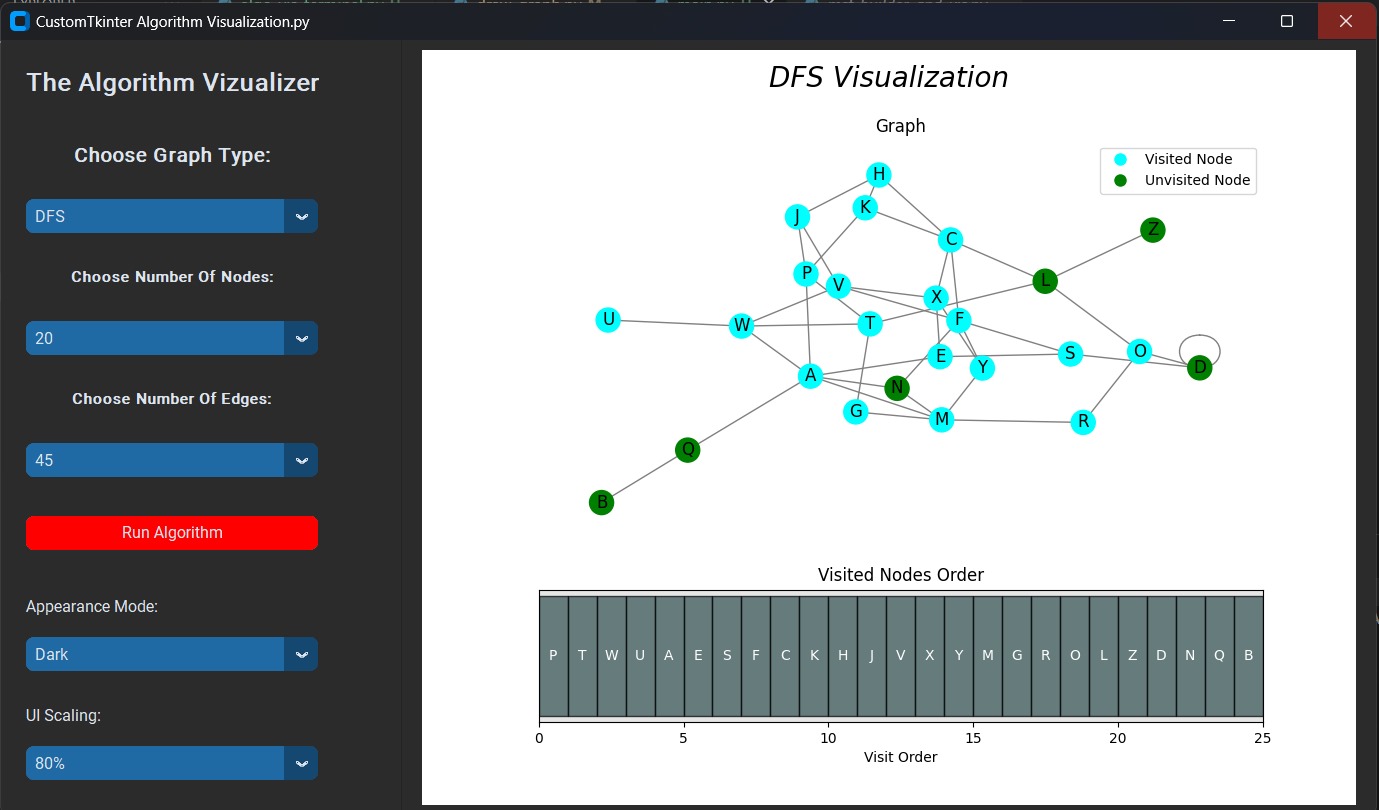 CustomTkinter Algorithm Visualization.py
The Algorithm Vizualizer
Choose Graph Type:
DFS
Choose Number Of Nodes:
20
Choose Number Of Edges:
45
Run Algorithm
Appearance Mode:
Dark
UI Scaling:
80%
DFS Visualization
Graph
Visited Node
Unvisited Node
H
K
J
C
Z
P
V
L
X
U
W
T
F
E
S
O
D
Y
A
N
G
M
R
Q
B
Visited Nodes Order
P T W U A E S F C K H J V X Y M G R O L Z D N Q B
0 5 10 15 20 25
Visit Order